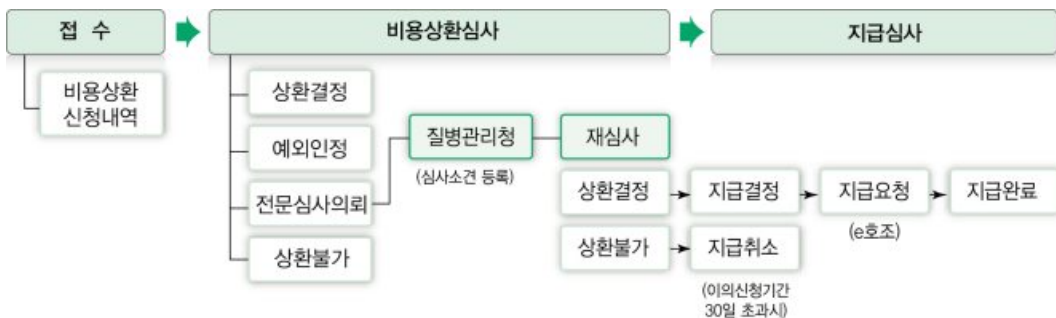 접 수
비용상환심사
지급심사
비용상환
신청내역
상환결정
예외인정
전문심사의뢰
상환불가
질병관리청
(심사소견 등록)
재심사
상환결정
지급결정
지급요청
(e호조)
지급완료
상환불가
지급취소
(이의신청기간
30일 초과시)